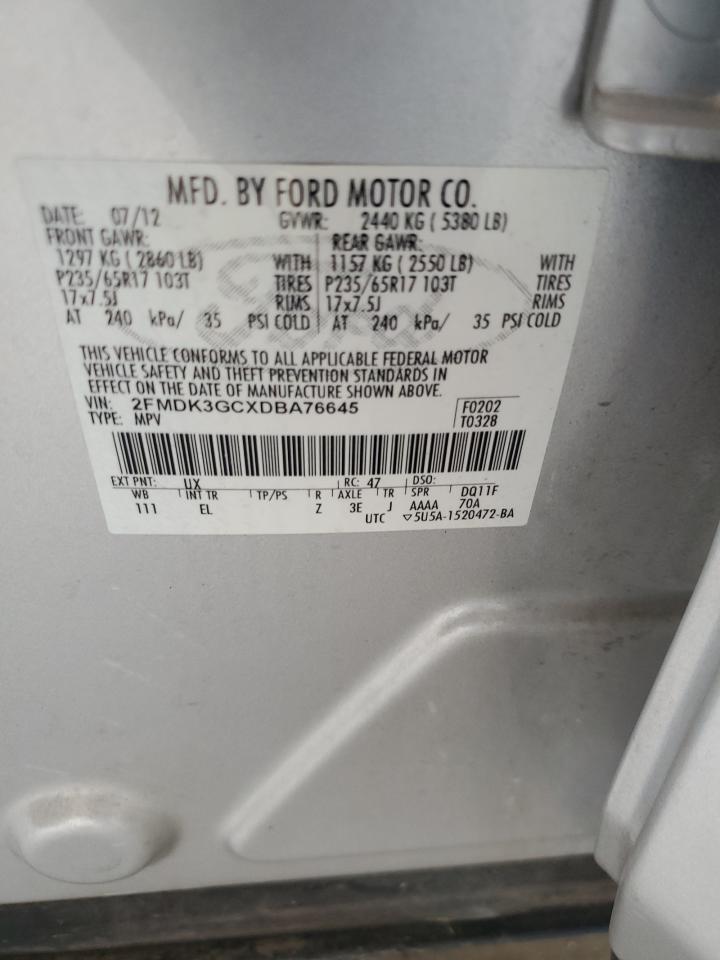 MFD. BY FORD MOTOR CO.
DATE: 07/12 GVWR: 2440 KG ( 5380 LB)
FRONT GAWR: REAR GAWR:
1297 KG ( 2860 LB) WITH 1157 KG ( 2550 LB) WITH
P235/65R17 103T TIRES P235/65R17 103T TIRES
17x7.5J RIMS 17x7.5J RIMS
AT 240 kPa/ 35 PSI COLD AT 240 kPa/ 35 PSI COLD
THIS VEHICLE CONFORMS TO ALL APPLICABLE FEDERAL MOTOR
VEHICLE SAFETY AND THEFT PREVENTION STANDARDS IN
EFFECT ON THE DATE OF MANUFACTURE SHOWN ABOVE.
VIN: 2FMDK3GCXDBA76645 F0202
TYPE: MPV T0328
EXT PNT: UX RC: 47 DSO:
WB INT TR TP/PS R AXLE TR SPR DQ11F
111 EL Z 3E J AAAA 70A
UTC ▽5U5A-1520472-BA